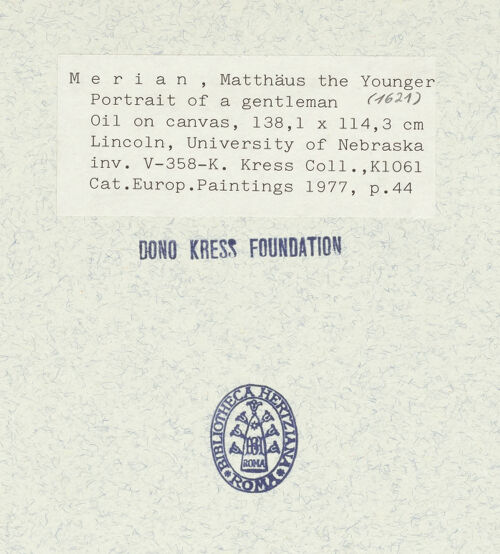 M e r i a n , Matthäus the Younger
Portrait of a gentleman (1621)
Oil on canvas, 138,1 x 114,3 cm
Lincoln, University of Nebraska
inv. V-358-K. Kress Coll.,K1061
Cat.Europ.Paintings 1977, p.44
DONO KRESS FOUNDATION
BIBLIOTHECA HERTZIANA
BH
ROMA
* ROMA *